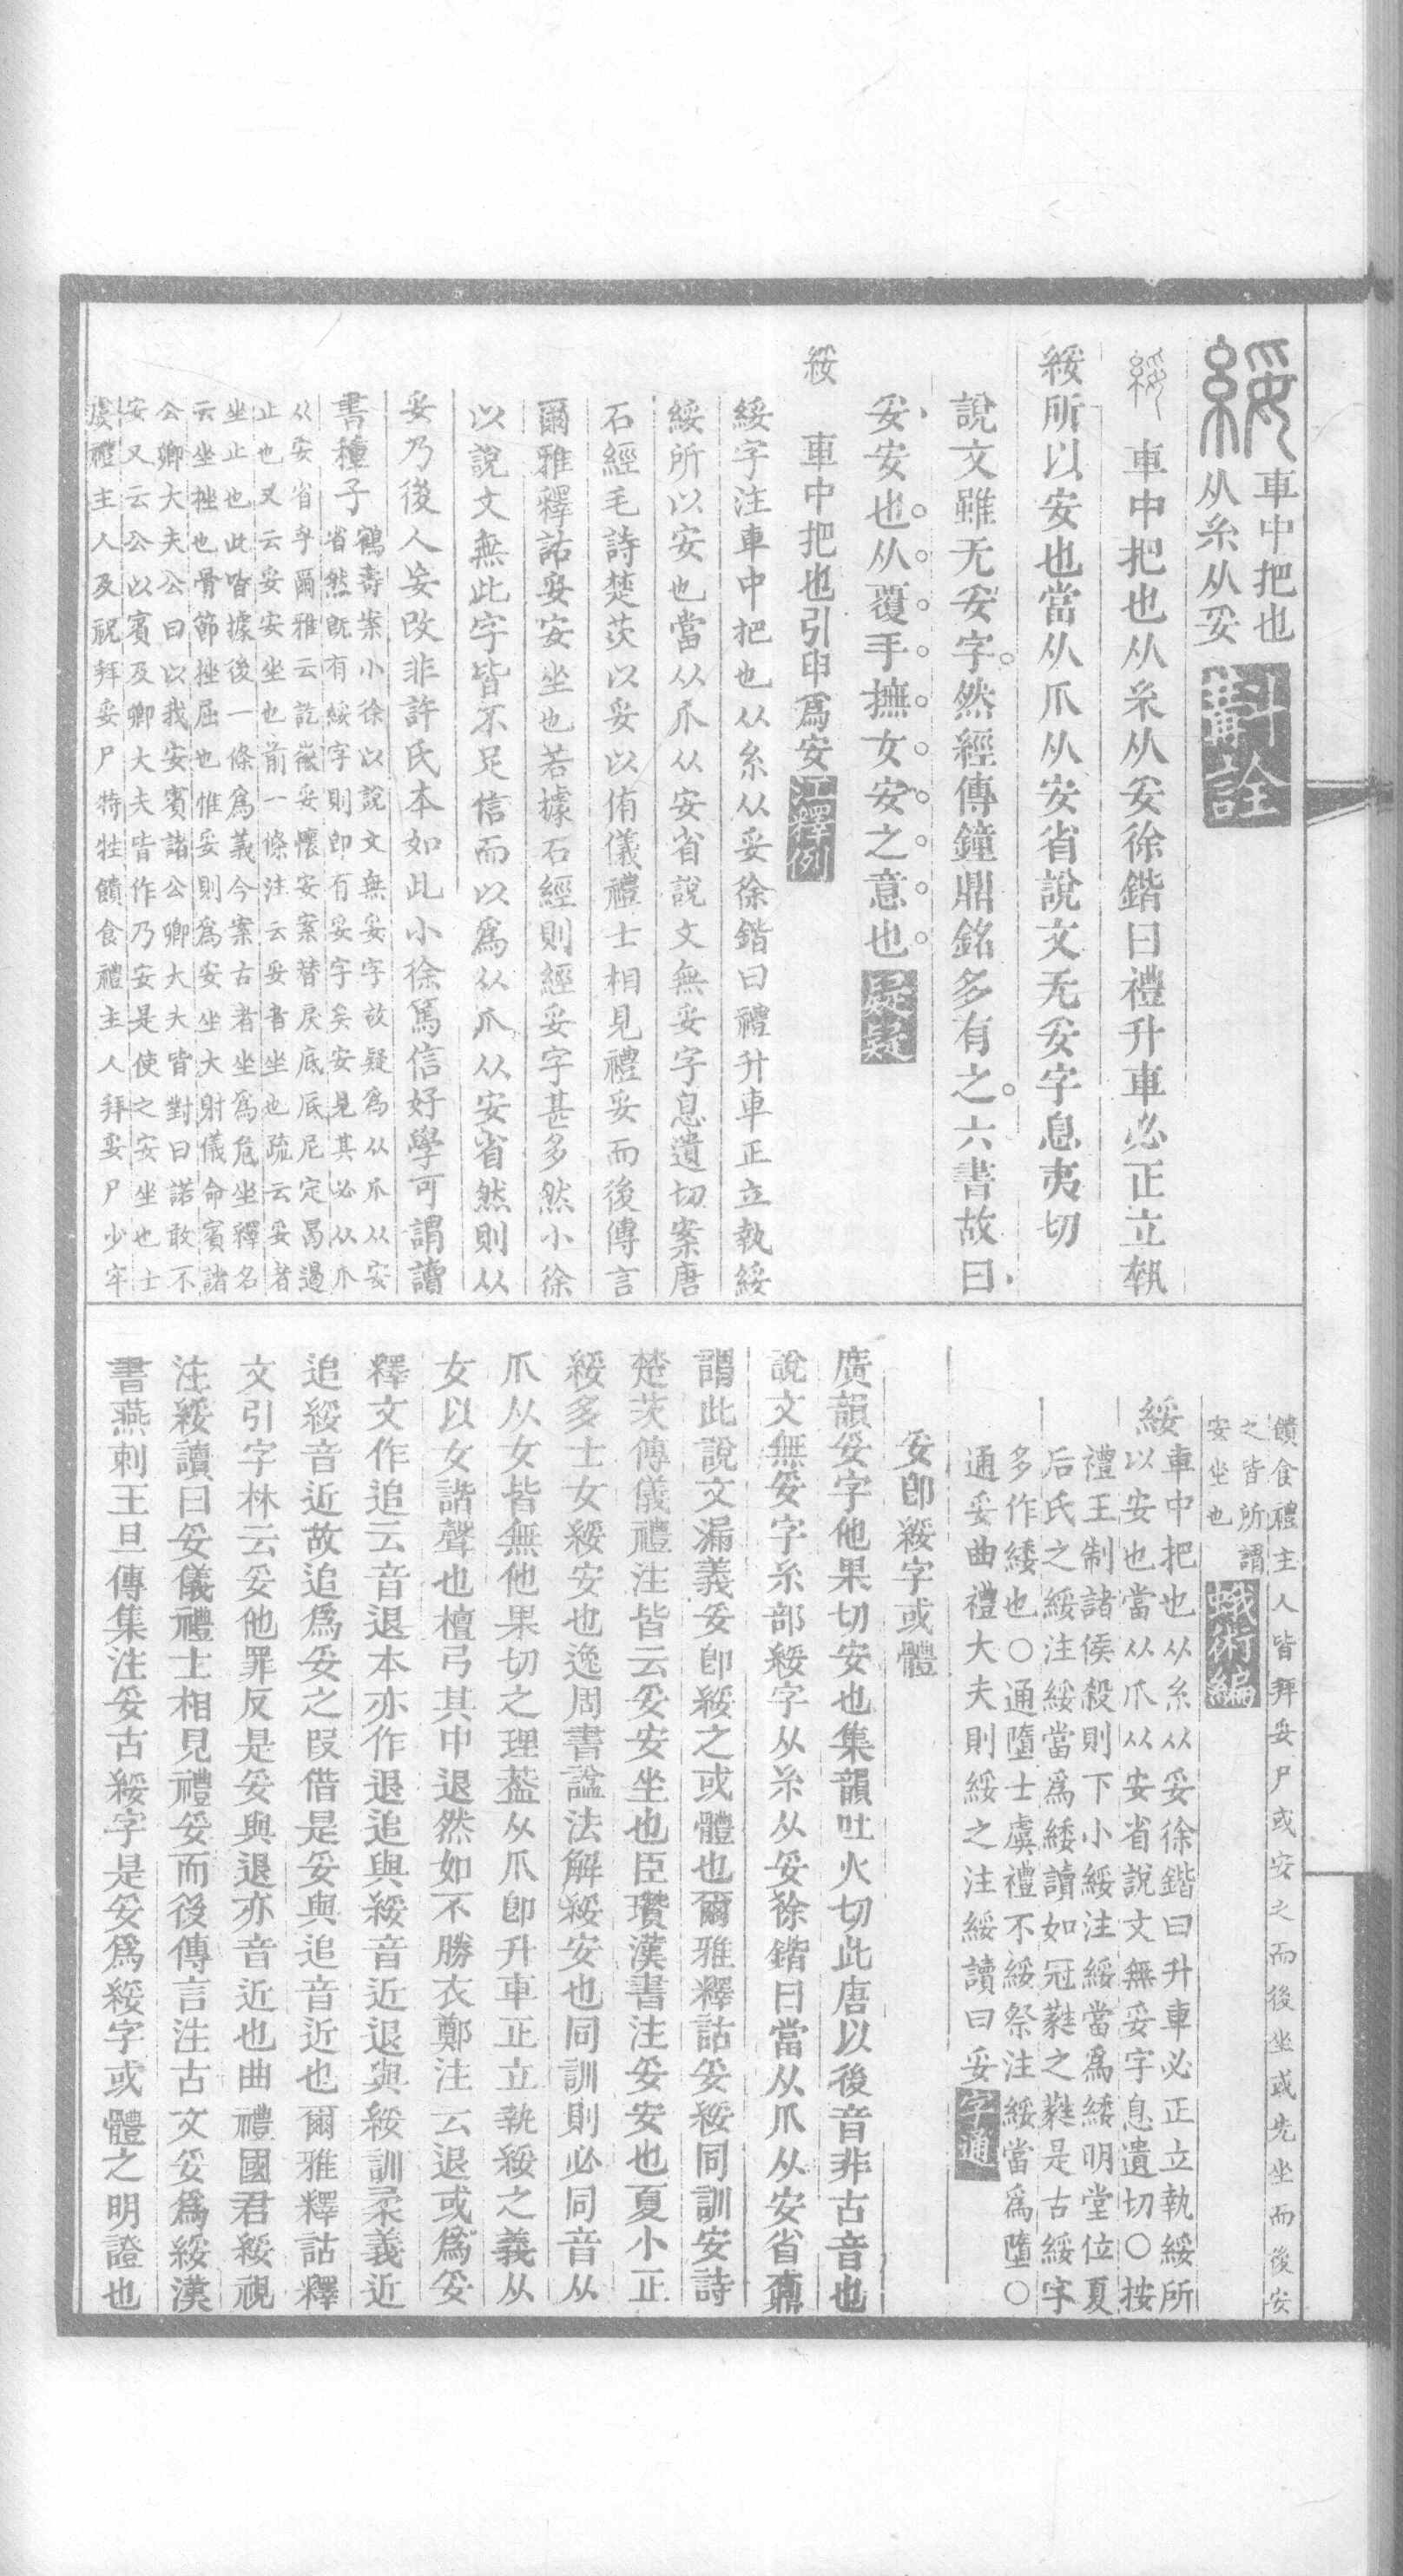 綏
車中把也
从糸从妥
斠詮
綏 車中把也从糸从妥徐鍇曰禮升車必正立執
綏所以安也當从爪从安省說文无妥字息夷切
說文雖无妥字然經傳鐘鼎銘多有之六書故曰
妥安也从覆手撫女安之意也 疑疑
綏 車中把也引申爲安 江釋例
綏字注車中把也从糸从妥徐鍇曰禮升車正立執綏
綏所以安也當从爪从安省說文無妥字息遺切案唐
石經毛詩楚茨以妥以侑儀禮士相見禮妥而後傳言
爾雅釋詁妥安坐也若據石經則經妥字甚多然小徐
以說文無此字皆不足信而以爲从爪从安省然則从
妥乃後人妄改非許氏本如此小徐篤信好學可謂讀
書種子
鶴壽案小徐以說文無妥字故疑爲从爪从安
省然既有綏字則卽有妥字矣安見其必从爪
从安省乎爾雅云訖徽妥懷安案替戾底厎尼定曷遏
止也又云妥安坐也前一條注云妥者坐也疏云妥者
坐止也此皆據後一條爲義今案古者坐爲危坐釋名
云坐挫也骨節挫屈也惟妥則爲安坐大射儀命賓諸
公卿大夫公曰以我安賓諸公卿大夫皆對曰諾敢不
安又云公以賓及卿大夫皆作乃安是使之安坐也士
虞禮主人及祝拜妥尸特牲饋食禮主人拜妥尸少牢
饋食禮主人皆拜妥尸或安之而後坐或先坐而後安
之皆所謂
安坐也
蛾術編
綏
車中把也从糸从妥徐鍇曰升車必正立執綏所
以安也當从爪从安省說文無妥字息遺切〇按
禮王制諸侯殺則下小綏注綏當爲緌明堂位夏
后氏之綏注綏當爲緌讀如冠蕤之蕤是古綏字
多作緌也〇通墮士虞禮不綏祭注綏當爲墮〇
通妥曲禮大夫則綏之注綏讀曰妥 字通
妥卽綏字或體
廣韻妥字他果切安也集韻吐火切此唐以後音非古音也
說文無妥字糸部綏字从糸从妥徐鍇曰當从爪从安省鼒
謂此說文漏義妥卽綏之或體也爾雅釋詁妥綏同訓安詩
楚茨傳儀禮注皆云妥安坐也臣瓚漢書注妥安也夏小正
綏多士女綏安也逸周書諡法解綏安也同訓則必同音从
爪从女皆無他果切之理葢从爪卽升車正立執綏之義从
女以女諧聲也檀弓其中退然如不勝衣鄭注云退或爲妥
釋文作追云音退本亦作退追與綏音近退與綏訓柔義近
追綏音近故追爲妥之叚借是妥與追音近也爾雅釋詁釋
文引字林云妥他罪反是妥與退亦音近也曲禮國君綏視
注綏讀曰妥儀禮士相見禮妥而後傳言注古文妥爲綏漢
書燕刺王旦傳集注妥古綏字是妥爲綏字或體之明證也